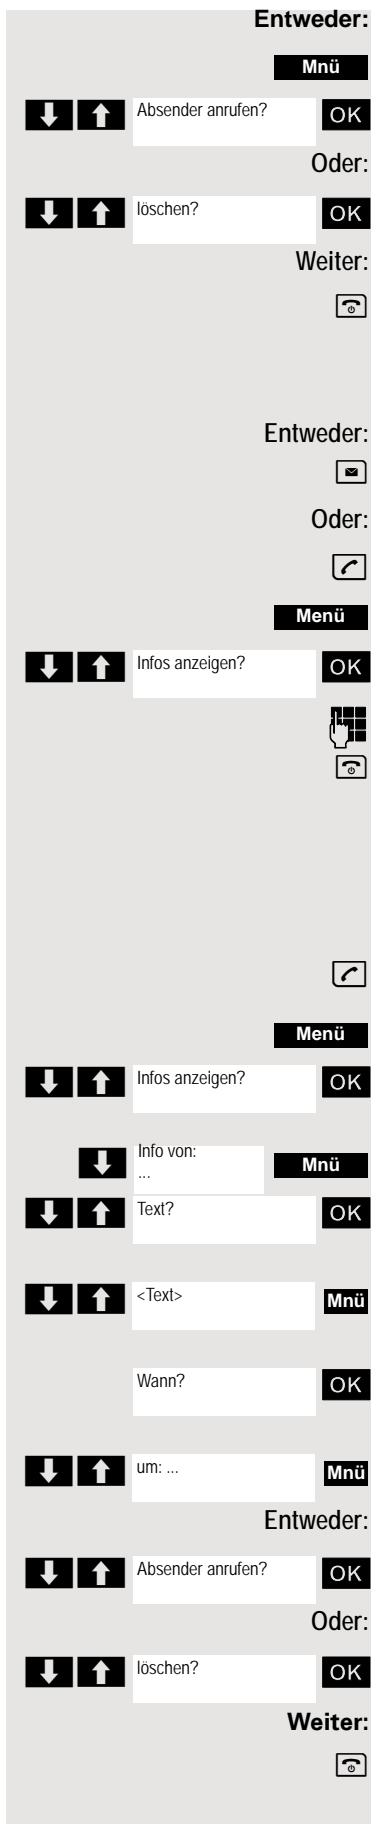 Entweder:
Mnü
Absender anrufen? OK
Oder:
löschen? OK
Weiter:
Entweder:
Oder:
Menü
Infos anzeigen? OK
Menü
Infos anzeigen? OK
Info von:
... Mnü
Text? OK
<Text> Mnü
Wann? OK
um: ... Mnü
Entweder:
Absender anrufen? OK
Oder:
löschen? OK
Weiter: